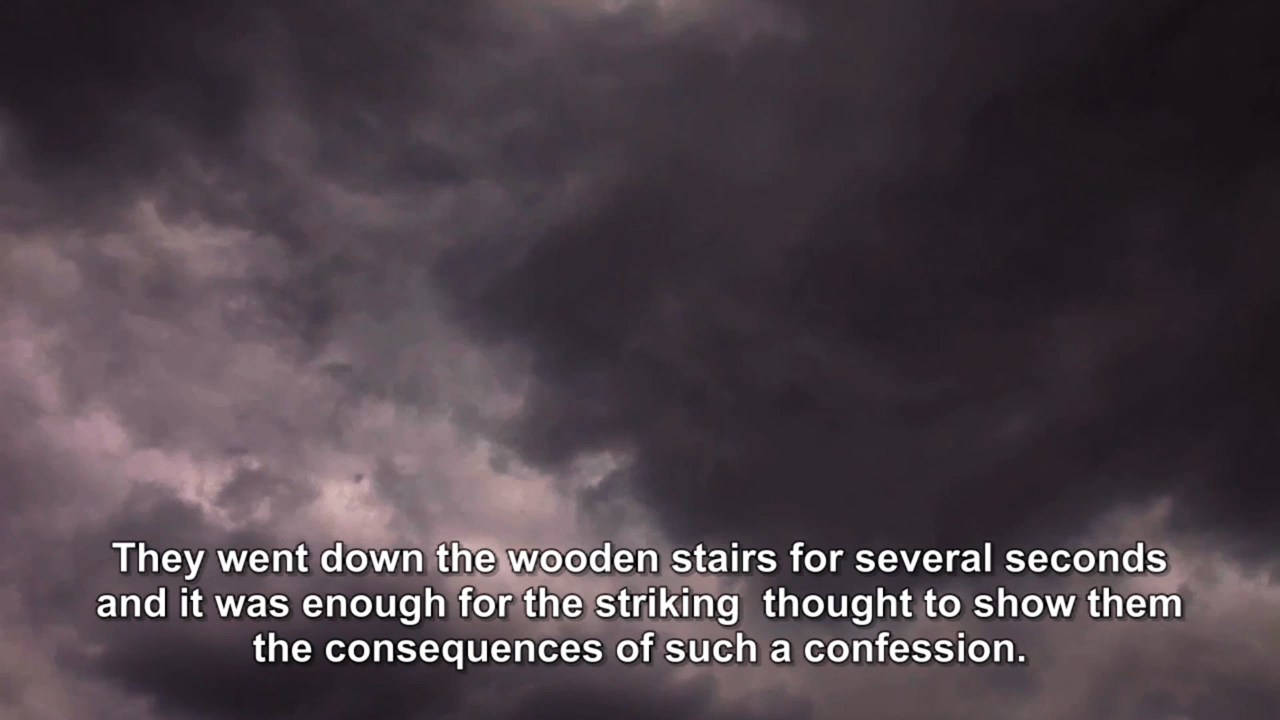 They went down the wooden stairs for several seconds
and it was enough for the striking  thought to show them
the consequences of such a confession.